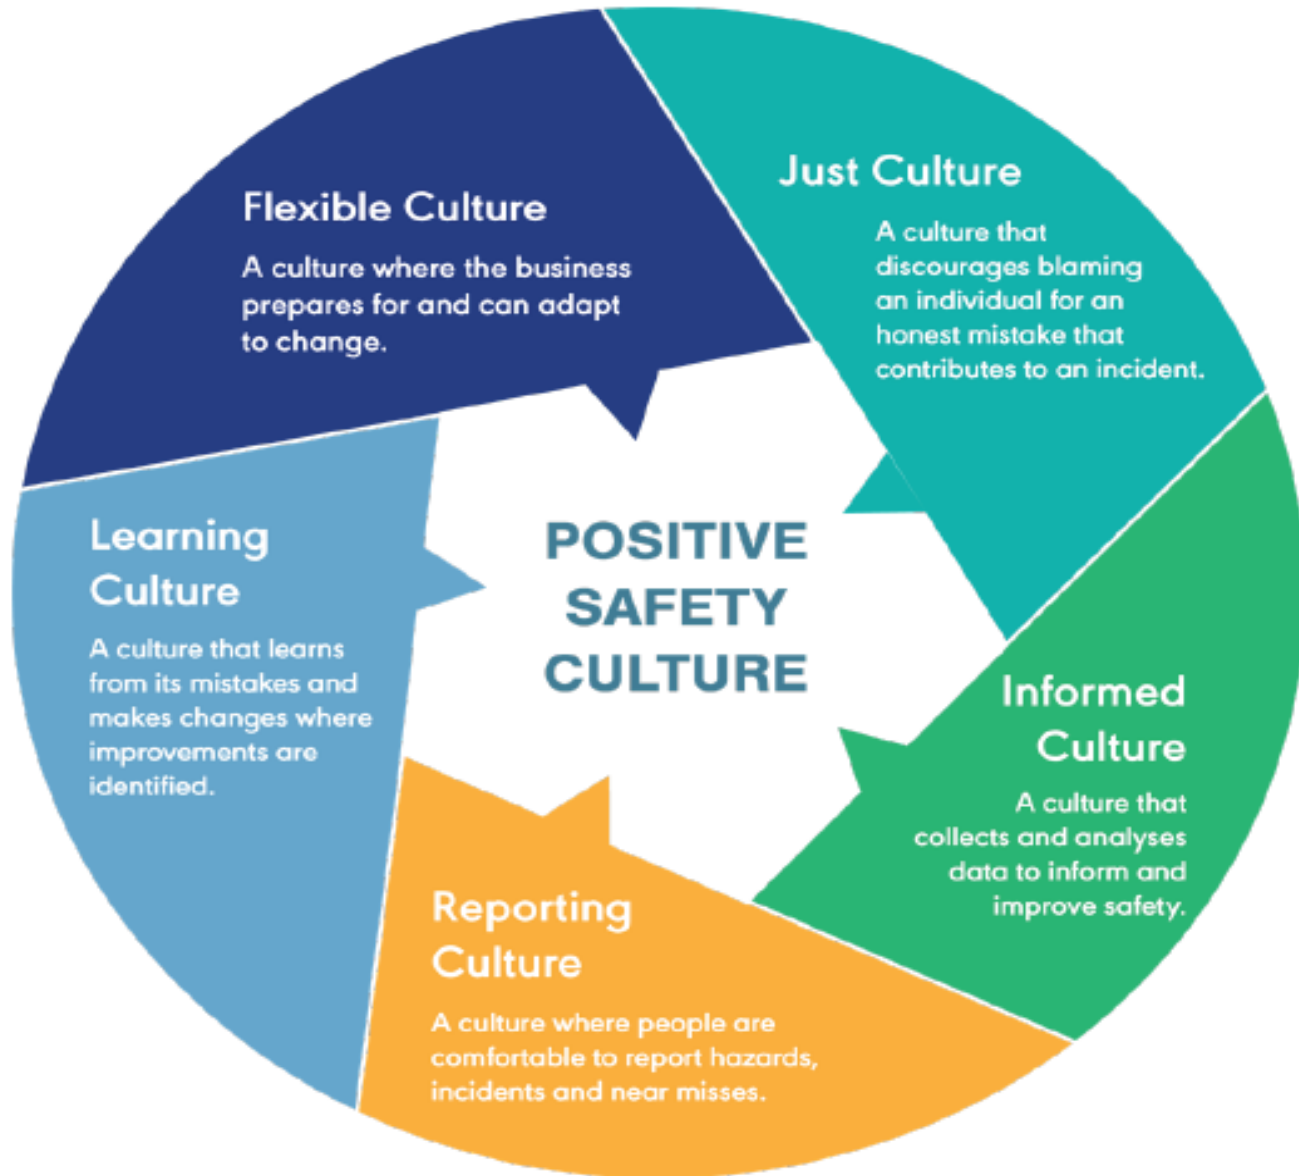 Flexible Culture
A culture where the business
prepares for and can adapt
to change.
Just Culture
A culture that
discourages blaming
an individual for an
honest mistake that
contributes to an incident.
Learning
Culture
A culture that learns
from its mistakes and
makes changes where
improvements are
identified.
POSITIVE
SAFETY
CULTURE
Informed
Culture
A culture that
collects and analyses
data to inform and
improve safety.
Reporting
Culture
A culture where people are
comfortable to report hazards,
incidents and near misses.